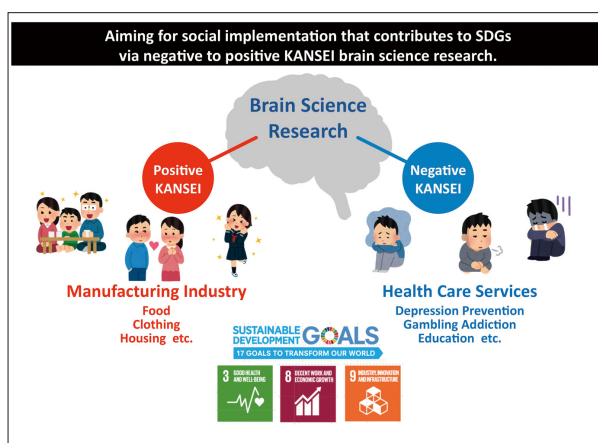 Aiming for social implementation that contributes to SDGs
via negative to positive KANSEI brain science research.
Brain Science
Research
Positive
KANSEI
Negative
KANSEI
Manufacturing Industry
Food
Clothing
Housing etc.
Health Care Services
Depression Prevention
Gambling Addiction
Education etc.
SUSTAINABLE
DEVELOPMENT
GOALS
17 GOALS TO TRANSFORM OUR WORLD
3 GOOD HEALTH
AND WELL-BEING
8 DECENT WORK AND
ECONOMIC GROWTH
9 INDUSTRY, INNOVATION
AND INFRASTRUCTURE